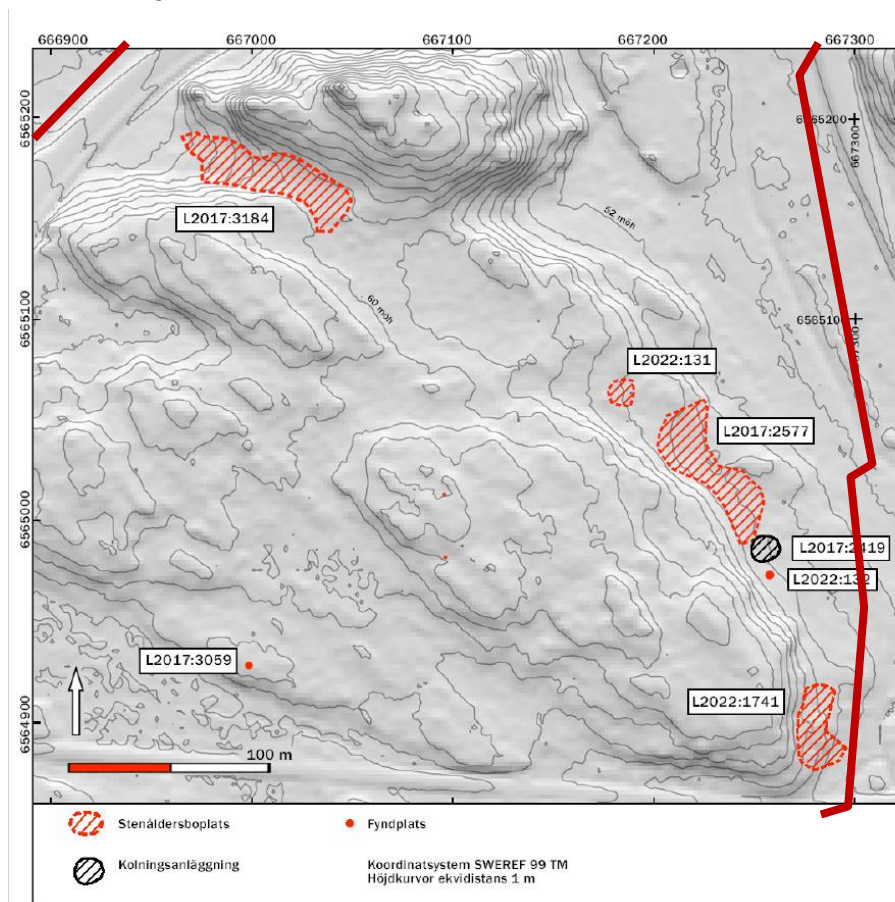 666900
667000
667100
667200
667300
6565200
6565200
667300
L2017:3184
52 möh
60 möh
6565100
6565100
667300
L2022:131
L2017:2577
6565000
L2017:2419
L2022:132
L2017:3059
L2022:1741
6564900
100 m
Stenåldersboplats
Fyndplats
Kolningsanläggning
Koordinatsystem SWEREF 99 TM
Höjdkurvor ekvidistans 1 m